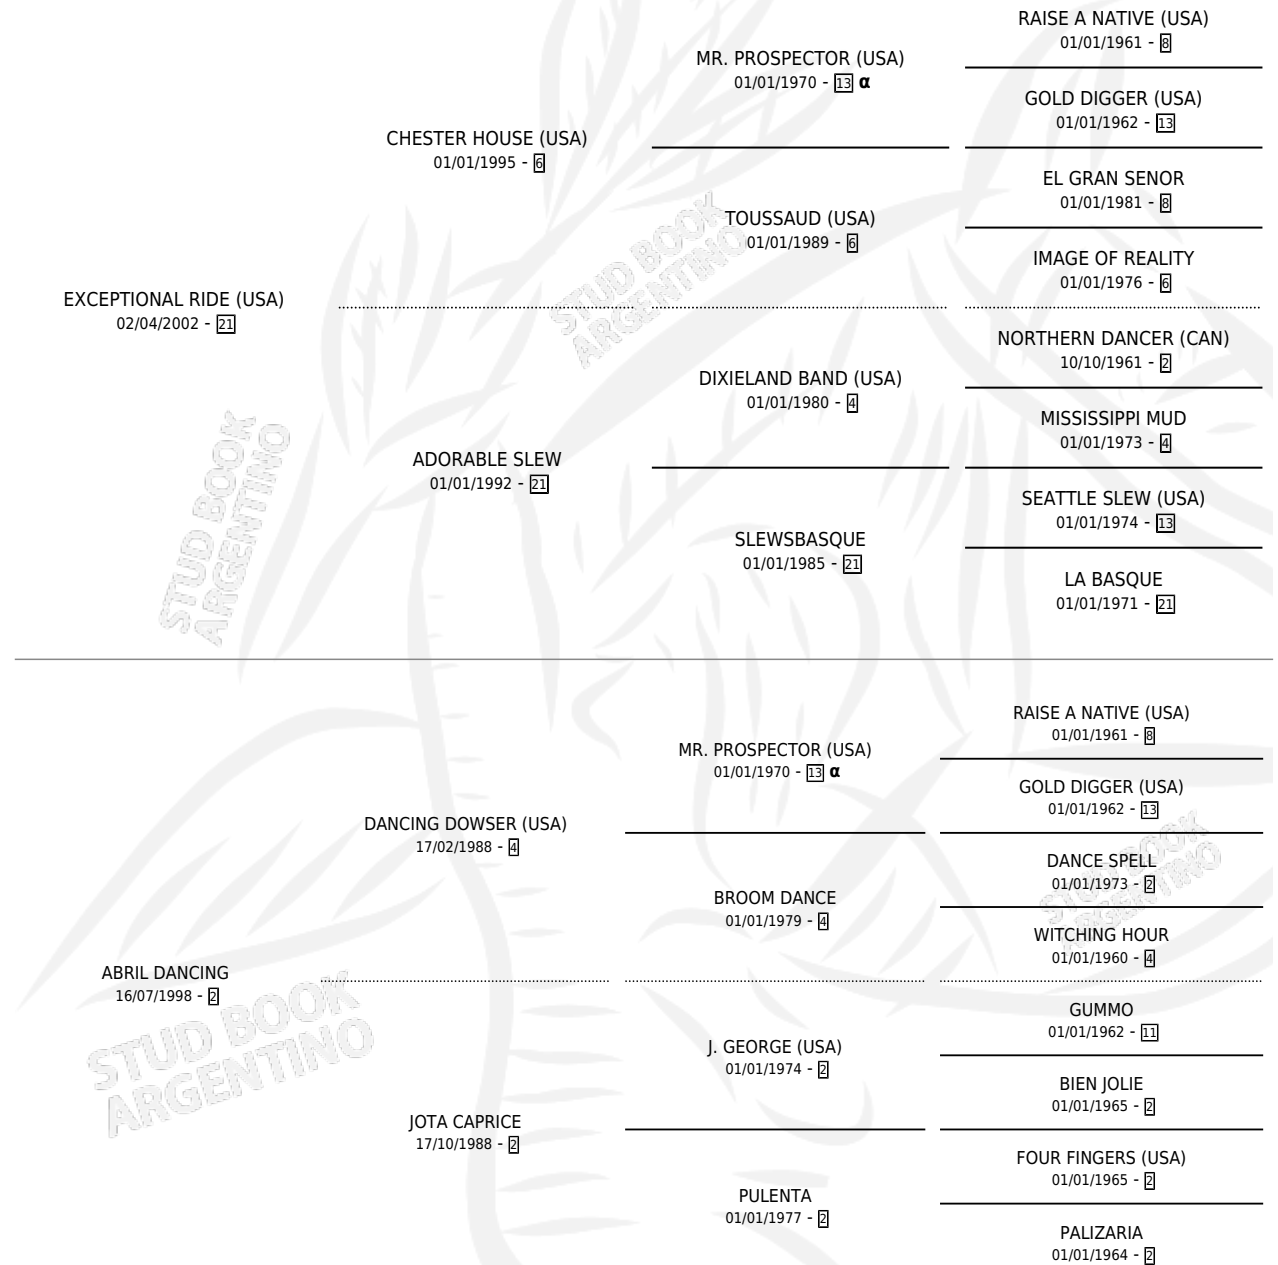 RAISE A NATIVE (USA)
01/01/1961 - 8
MR. PROSPECTOR (USA)
01/01/1970 - 13 α
GOLD DIGGER (USA)
01/01/1962 - 13
CHESTER HOUSE (USA)
01/01/1995 - 6
EL GRAN SENOR
01/01/1981 - 8
TOUSSAUD (USA)
01/01/1989 - 6
IMAGE OF REALITY
01/01/1976 - 6
EXCEPTIONAL RIDE (USA)
02/04/2002 - 21
NORTHERN DANCER (CAN)
10/10/1961 - 2
DIXIELAND BAND (USA)
01/01/1980 - 4
MISSISSIPPI MUD
01/01/1973 - 4
ADORABLE SLEW
01/01/1992 - 21
SEATTLE SLEW (USA)
01/01/1974 - 13
SLEWSBASQUE
01/01/1985 - 21
LA BASQUE
01/01/1971 - 21
RAISE A NATIVE (USA)
01/01/1961 - 8
MR. PROSPECTOR (USA)
01/01/1970 - 13 α
GOLD DIGGER (USA)
01/01/1962 - 13
DANCING DOWSER (USA)
17/02/1988 - 4
DANCE SPELL
01/01/1973 - 2
BROOM DANCE
01/01/1979 - 4
WITCHING HOUR
01/01/1960 - 4
ABRIL DANCING
16/07/1998 - 2
GUMMO
01/01/1962 - 11
J. GEORGE (USA)
01/01/1974 - 2
BIEN JOLIE
01/01/1965 - 2
JOTA CAPRICE
17/10/1988 - 2
FOUR FINGERS (USA)
01/01/1965 - 2
PULENTA
01/01/1977 - 2
PALIZARIA
01/01/1964 - 2
STUD BOOK
ARGENTINO
STUD BOOK
ARGENTINO
STUD BOOK
ARGENTINO
STUD BOOK
ARGENTINO